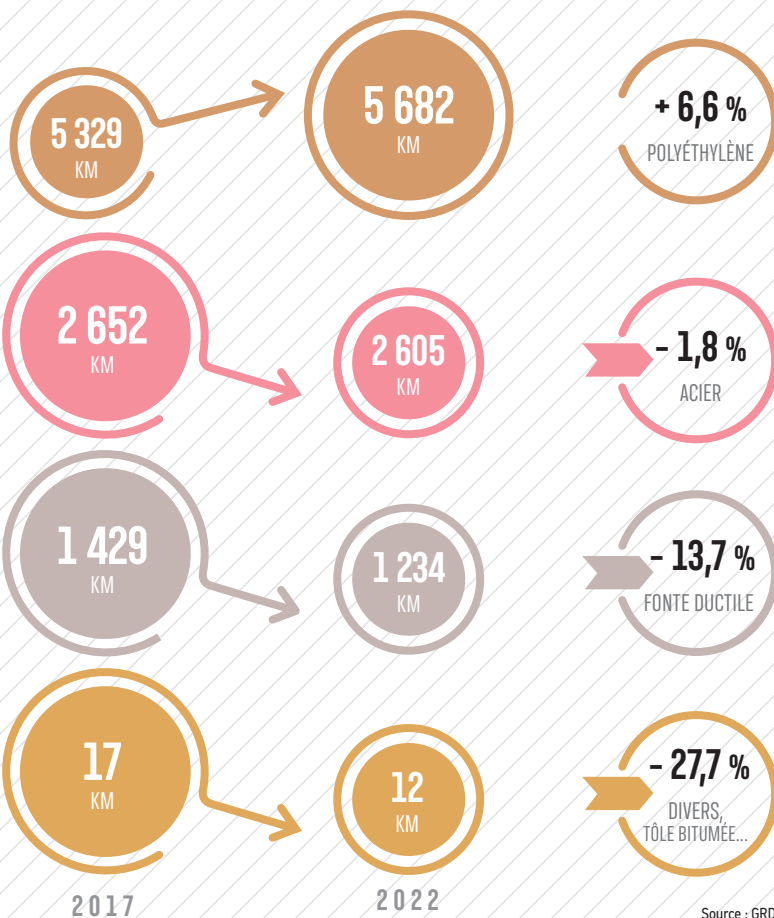 5 329
KM
5 682
KM
+ 6,6 %
POLYÉTHYLÈNE
2 652
KM
2 605
KM
- 1,8 %
ACIER
1 429
KM
1 234
KM
- 13,7 %
FONTE DUCTILE
17
KM
12
KM
- 27,7 %
DIVERS,
TÔLE BITUMÉE...
2017
2022
Source : GRD